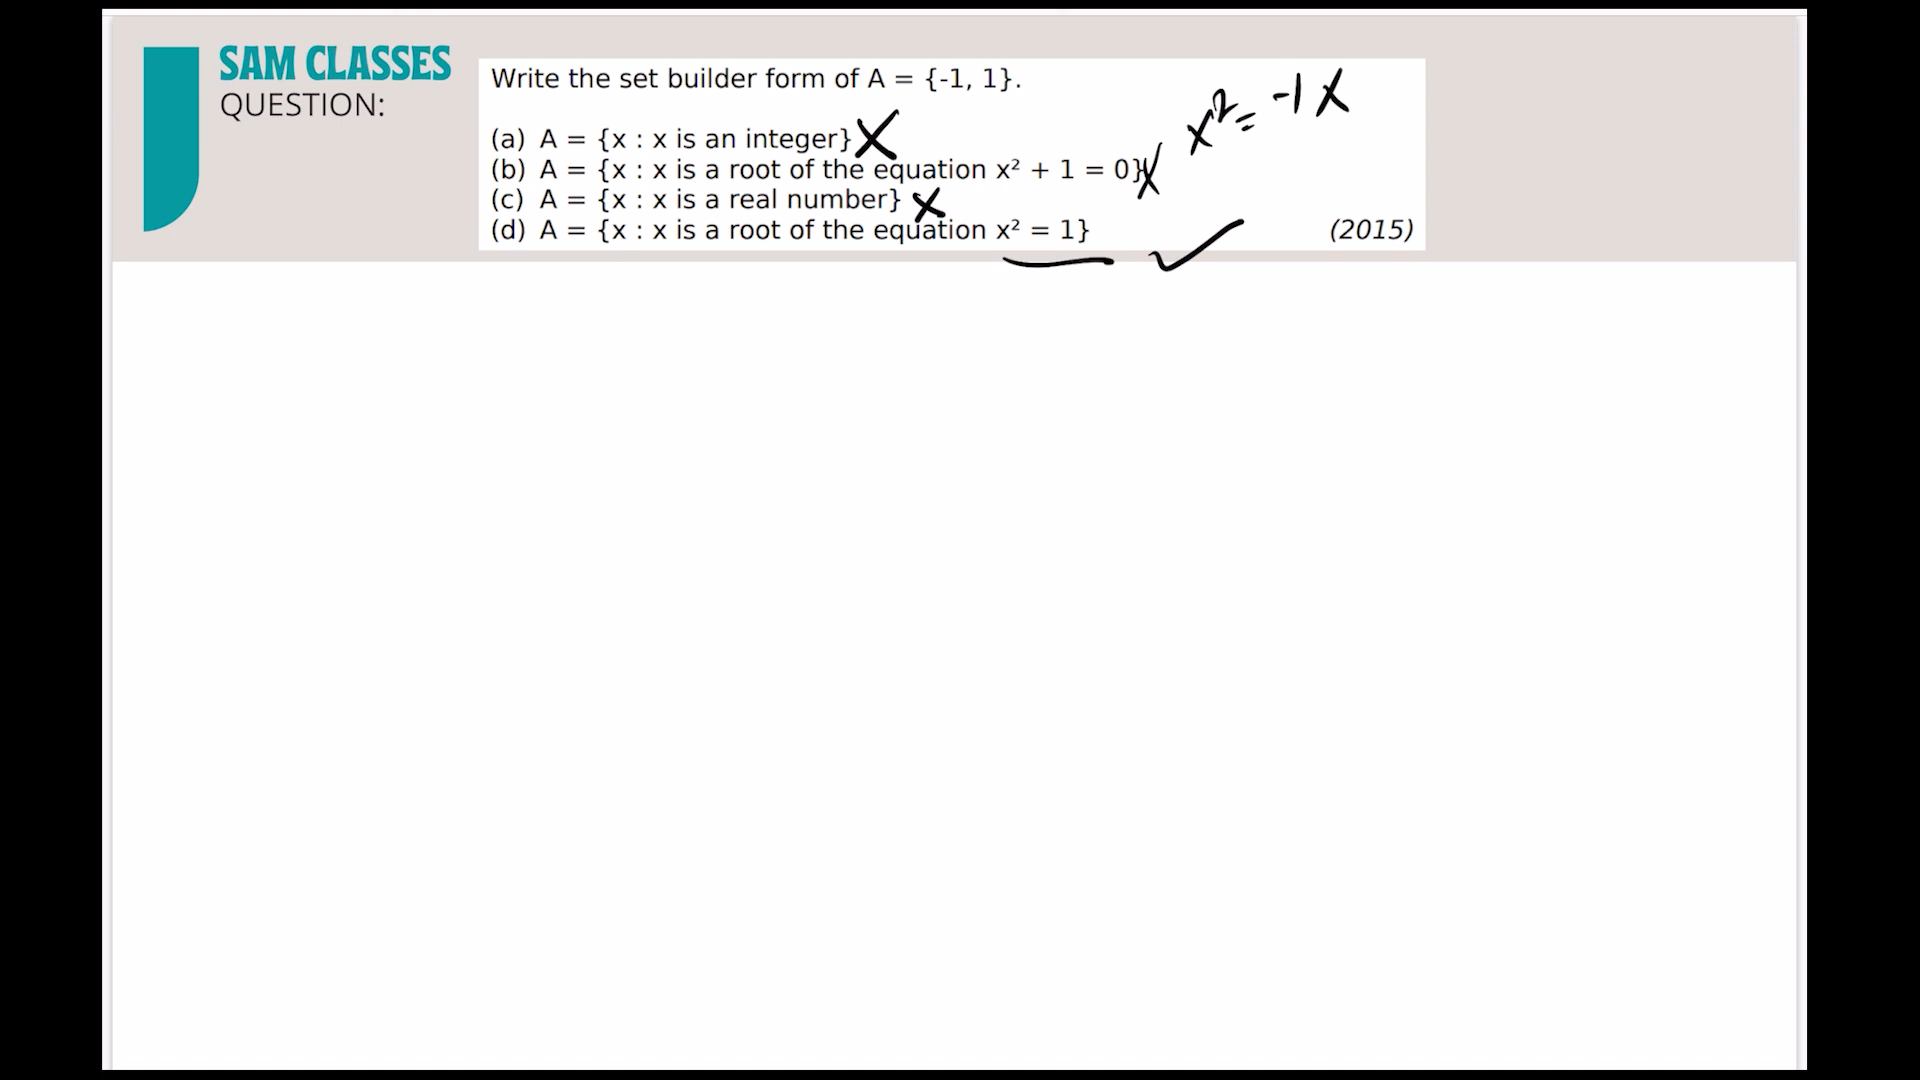 SAM CLASSES
QUESTION:
Write the set builder form of A = {-1, 1}.
(a) A = {x : x is an integer} X
(b) A = {x : x is a root of the equation x² + 1 = 0} X
x² = -1 X
(c) A = {x : x is a real number} X
(d) A = {x : x is a root of the equation x² = 1} ✓
(2015)